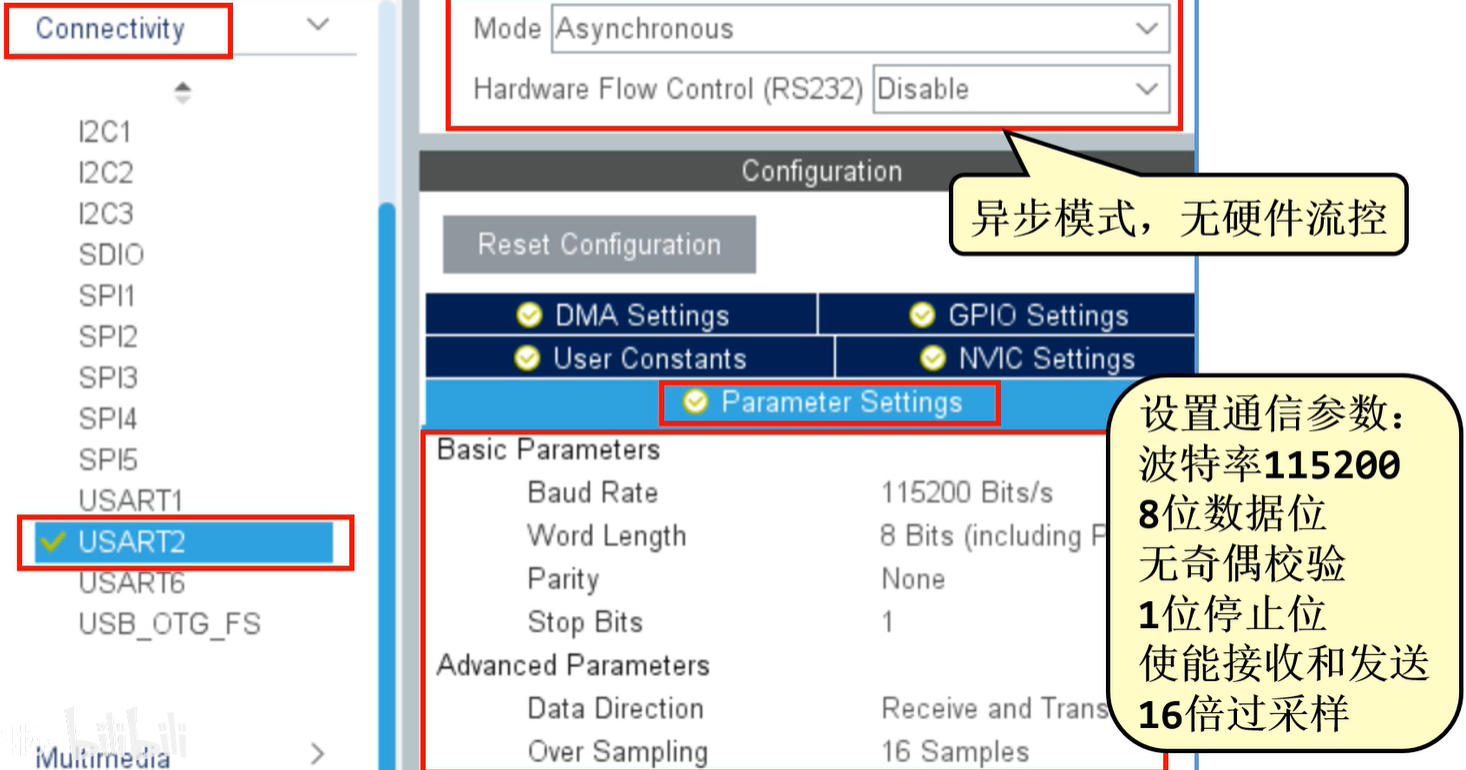 Connectivity
I2C1
I2C2
I2C3
SDIO
SPI1
SPI2
SPI3
SPI4
SPI5
USART1
USART2
USART6
USB_OTG_FS
Multimedia
bilibili
Mode Asynchronous
Hardware Flow Control (RS232) Disable
异步模式，无硬件流控
Configuration
Reset Configuration
DMA Settings GPIO Settings
User Constants NVIC Settings
Parameter Settings
Basic Parameters
Baud Rate 115200 Bits/s
Word Length 8 Bits (including P
Parity None
Stop Bits 1
Advanced Parameters
Data Direction Receive and Trans
Over Sampling 16 Samples
设置通信参数：
波特率115200
8位数据位
无奇偶校验
1位停止位
使能接收和发送
16倍过采样